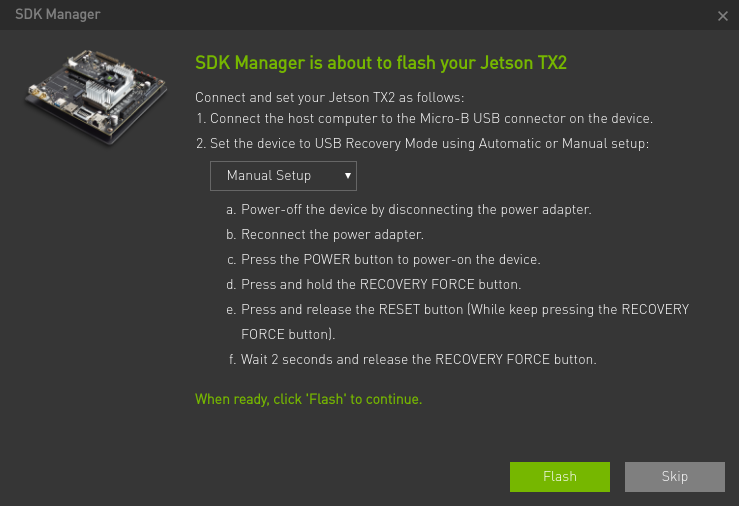 SDK Manager
SDK Manager is about to flash your Jetson TX2
Connect and set your Jetson TX2 as follows:
1. Connect the host computer to the Micro-B USB connector on the device.
2. Set the device to USB Recovery Mode using Automatic or Manual setup:
Manual Setup
a. Power-off the device by disconnecting the power adapter.
b. Reconnect the power adapter.
c. Press the POWER button to power-on the device.
d. Press and hold the RECOVERY FORCE button.
e. Press and release the RESET button (While keep pressing the RECOVERY
FORCE button).
f. Wait 2 seconds and release the RECOVERY FORCE button.
When ready, click 'Flash' to continue.
Flash
Skip